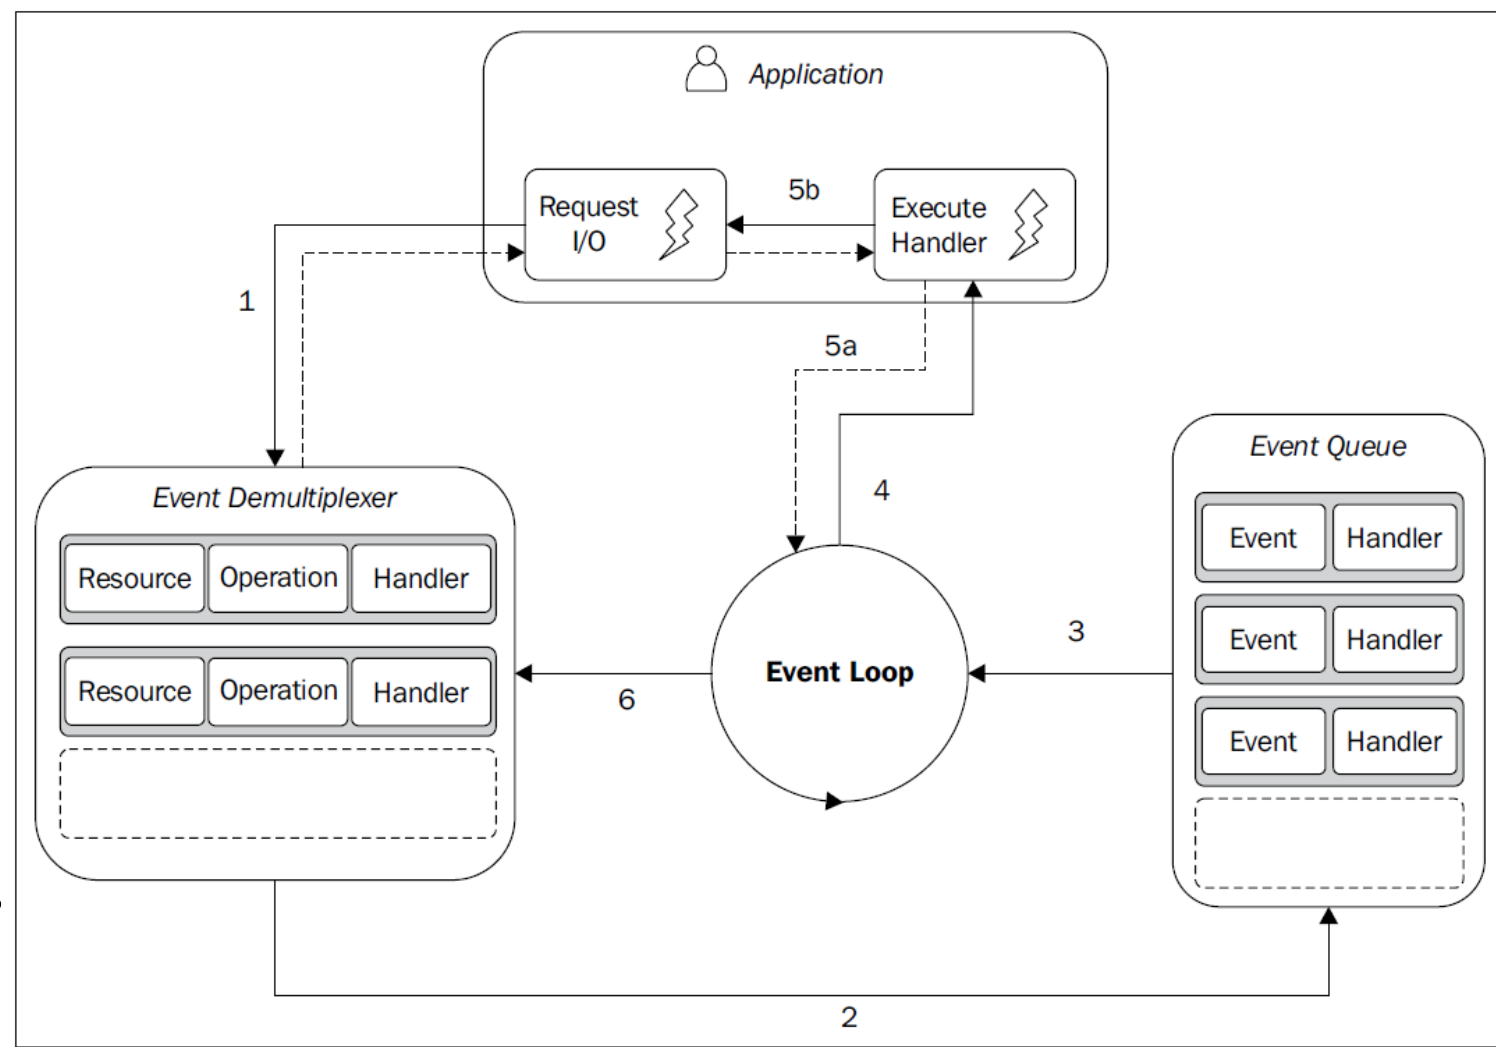 Application
Request
I/O
5b
Execute
Handler
1
5a
Event Demultiplexer
Resource Operation Handler
Resource Operation Handler
4
Event Loop
6
3
Event Queue
Event Handler
Event Handler
Event Handler
2